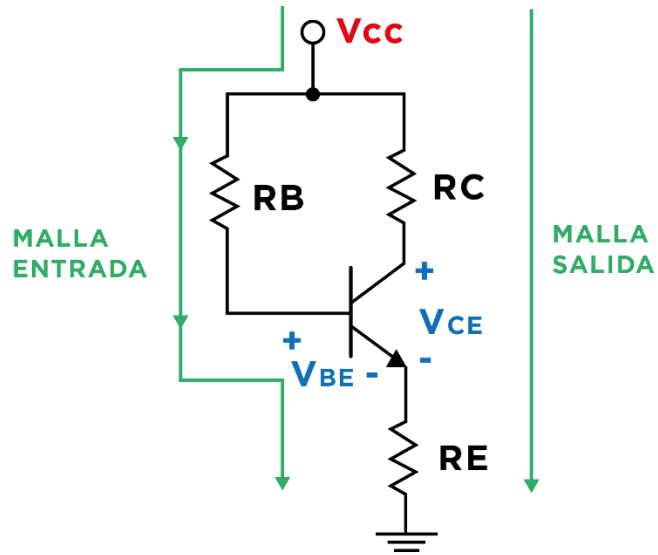 Vcc
RB
RC
MALLA
ENTRADA
MALLA
SALIDA
+
VCE
+
VBE -
-
RE